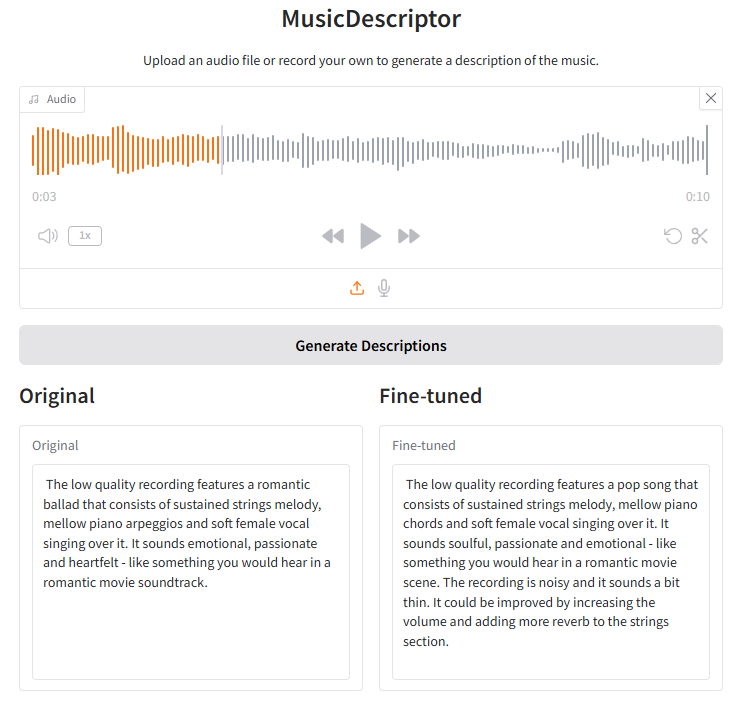 MusicDescriptor
Upload an audio file or record your own to generate a description of the music.
Audio
0:03
0:10
1x
Generate Descriptions
Original
Fine-tuned
Original
The low quality recording features a romantic
ballad that consists of sustained strings melody,
mellow piano arpeggios and soft female vocal
singing over it. It sounds emotional, passionate
and heartfelt - like something you would hear in a
romantic movie soundtrack.
Fine-tuned
The low quality recording features a pop song that
consists of sustained strings melody, mellow piano
chords and soft female vocal singing over it. It
sounds soulful, passionate and emotional - like
something you would hear in a romantic movie
scene. The recording is noisy and it sounds a bit
thin. It could be improved by increasing the
volume and adding more reverb to the strings
section.